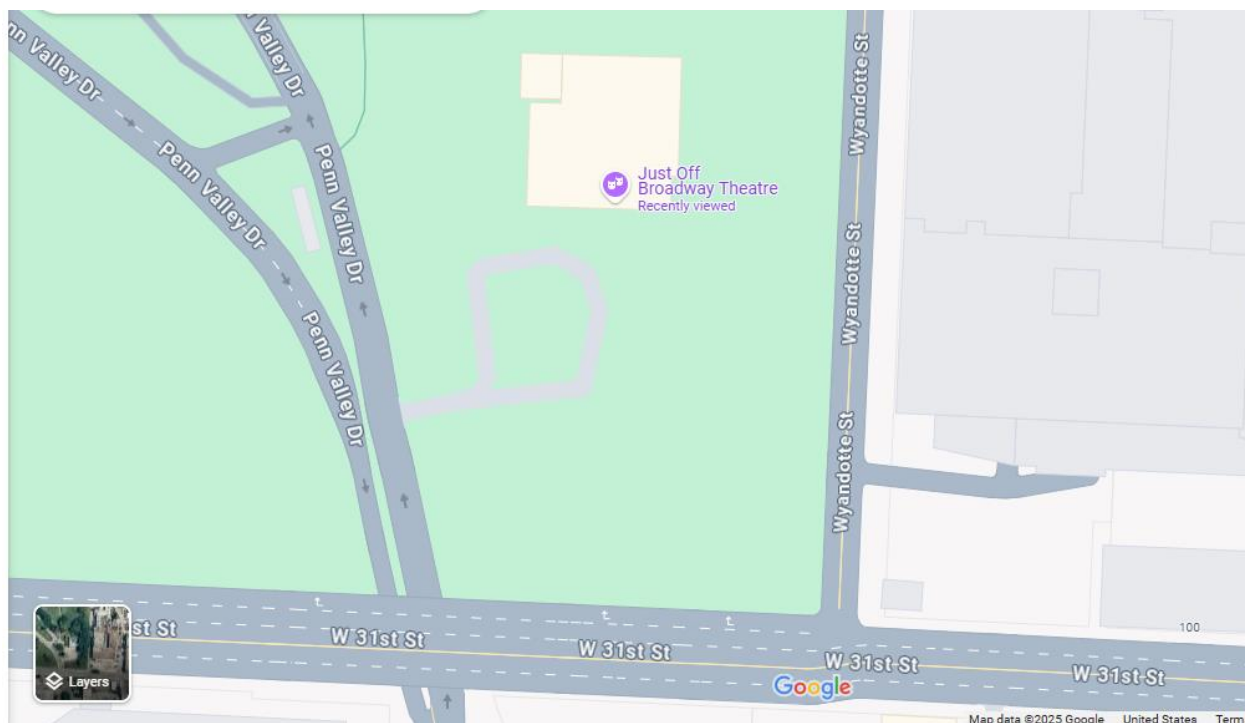 nn Valley Dr
Valley Dr
Wyandotte St
Penn Valley Dr
Penn Valley Dr
Just Off
Broadway Theatre
Recently viewed
Wyandotte St
Penn Valley Dr
Wyandotte St
st St
W 31st St
W 31st St
W 31st St
W 31st St
100
Layers
Google
Map data ©2025 Google
United States
Term